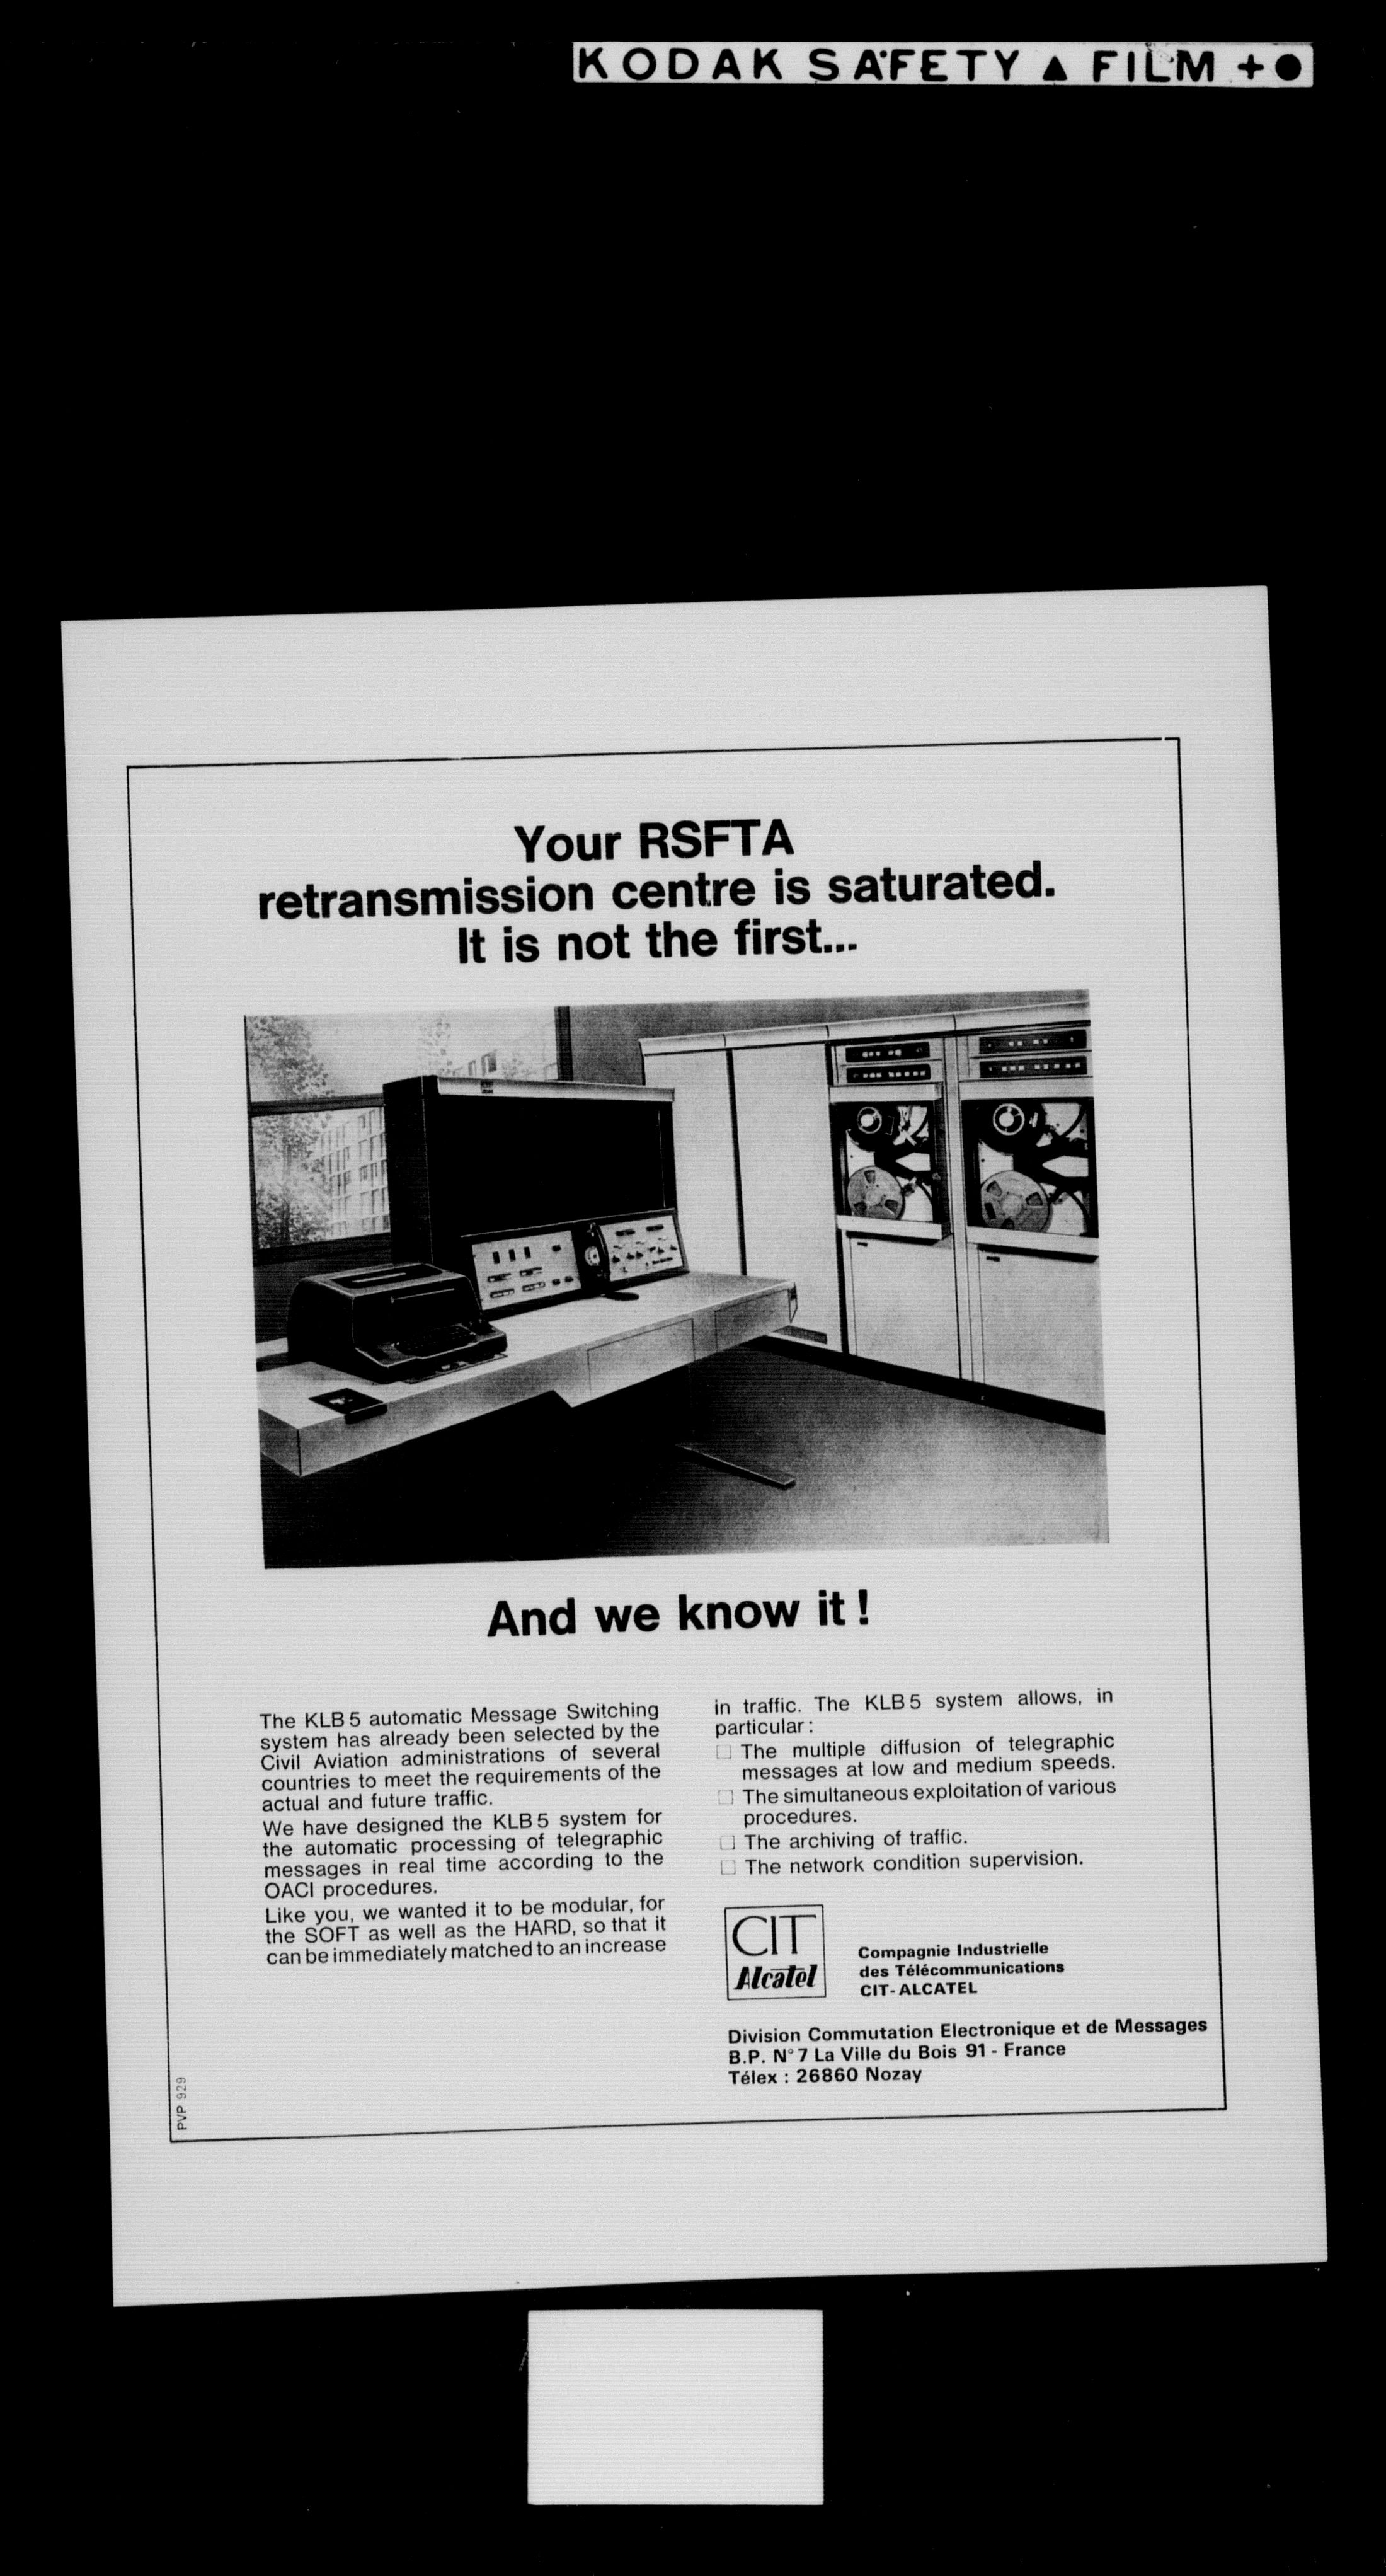 KODAK SAFETY ▲ FILM + ●
Your RSFTA
retransmission centre is saturated.
It is not the first...
And we know it !
The KLB 5 automatic Message Switching
system has already been selected by the
Civil Aviation administrations of several
countries to meet the requirements of the
actual and future traffic.
We have designed the KLB 5 system for
the automatic processing of telegraphic
messages in real time according to the
OACI procedures.
Like you, we wanted it to be modular, for
the SOFT as well as the HARD, so that it
can be immediately matched to an increase
in traffic. The KLB 5 system allows, in
particular :
□ The multiple diffusion of telegraphic
messages at low and medium speeds.
□ The simultaneous exploitation of various
procedures.
□ The archiving of traffic.
□ The network condition supervision.
CIT
Alcatel
Compagnie Industrielle
des Télécommunications
CIT-ALCATEL
Division Commutation Electronique et de Messages
B.P. N° 7 La Ville du Bois 91 - France
Télex : 26860 Nozay
PVP 929